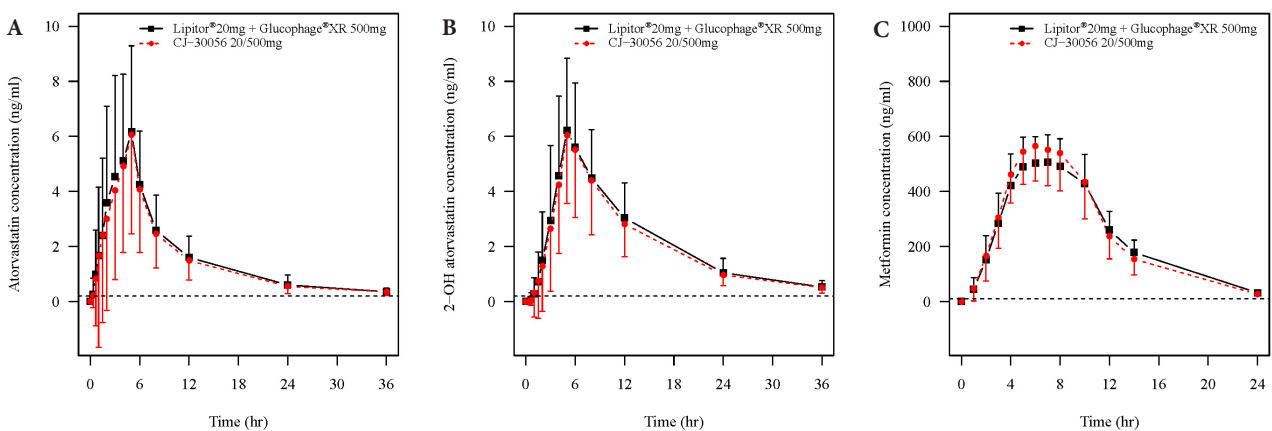 A
Lipitor®20mg + Glucophage®XR 500mg
CJ−30056 20/500mg
Atorvastatin concentration (ng/ml)
10
8
6
4
2
0
0 6 12 18 24 30 36
Time (hr)
B
Lipitor®20mg + Glucophage®XR 500mg
CJ−30056 20/500mg
2−OH atorvastatin concentration (ng/ml)
10
8
6
4
2
0
0 6 12 18 24 30 36
Time (hr)
C
Lipitor®20mg + Glucophage®XR 500mg
CJ−30056 20/500mg
Metformin concentration (ng/ml)
1000
800
600
400
200
0
0 4 8 12 16 20 24
Time (hr)